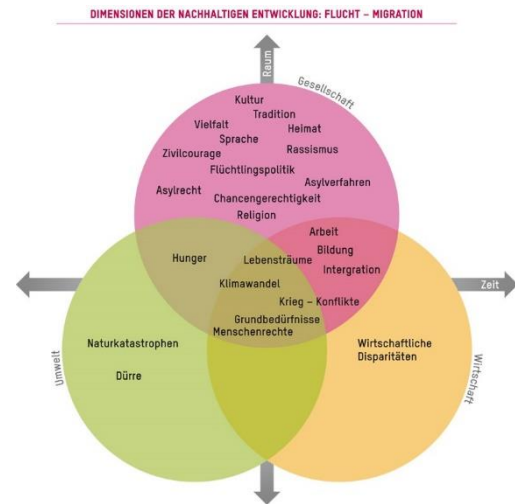 DIMENSIONEN DER NACHHALTIGEN ENTWICKLUNG: FLUCHT – MIGRATION
Raum
Gesellschaft
Kultur
Tradition
Vielfalt
Heimat
Sprache
Zivilcourage
Rassismus
Flüchtlingspolitik
Asylverfahren
Asylrecht
Chancengerechtigkeit
Religion
Arbeit
Bildung
Intergration
Hunger
Lebensträume
Klimawandel
Zeit
Krieg – Konflikte
Grundbedürfnisse
Menschenrechte
Naturkatastrophen
Dürre
Wirtschaftliche
Disparitäten
Umwelt
Wirtschaft